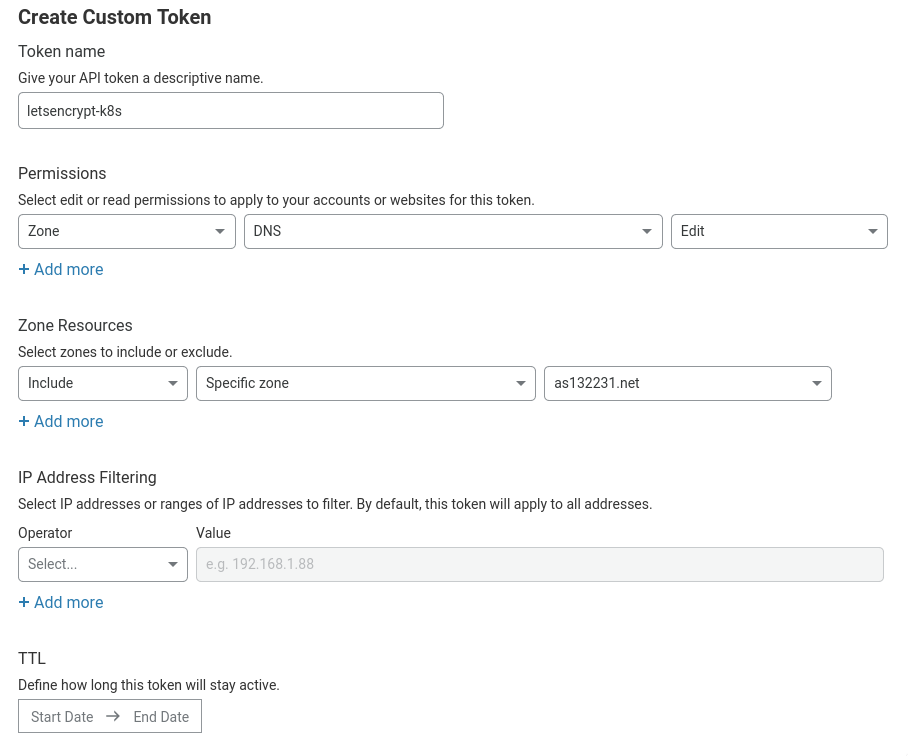 Create Custom Token
Token name
Give your API token a descriptive name.
letsencrypt-k8s
Permissions
Select edit or read permissions to apply to your accounts or websites for this token.
Zone DNS Edit
+ Add more
Zone Resources
Select zones to include or exclude.
Include Specific zone as132231.net
+ Add more
IP Address Filtering
Select IP addresses or ranges of IP addresses to filter. By default, this token will apply to all addresses.
Operator Value
Select... e.g. 192.168.1.88
+ Add more
TTL
Define how long this token will stay active.
Start Date → End Date